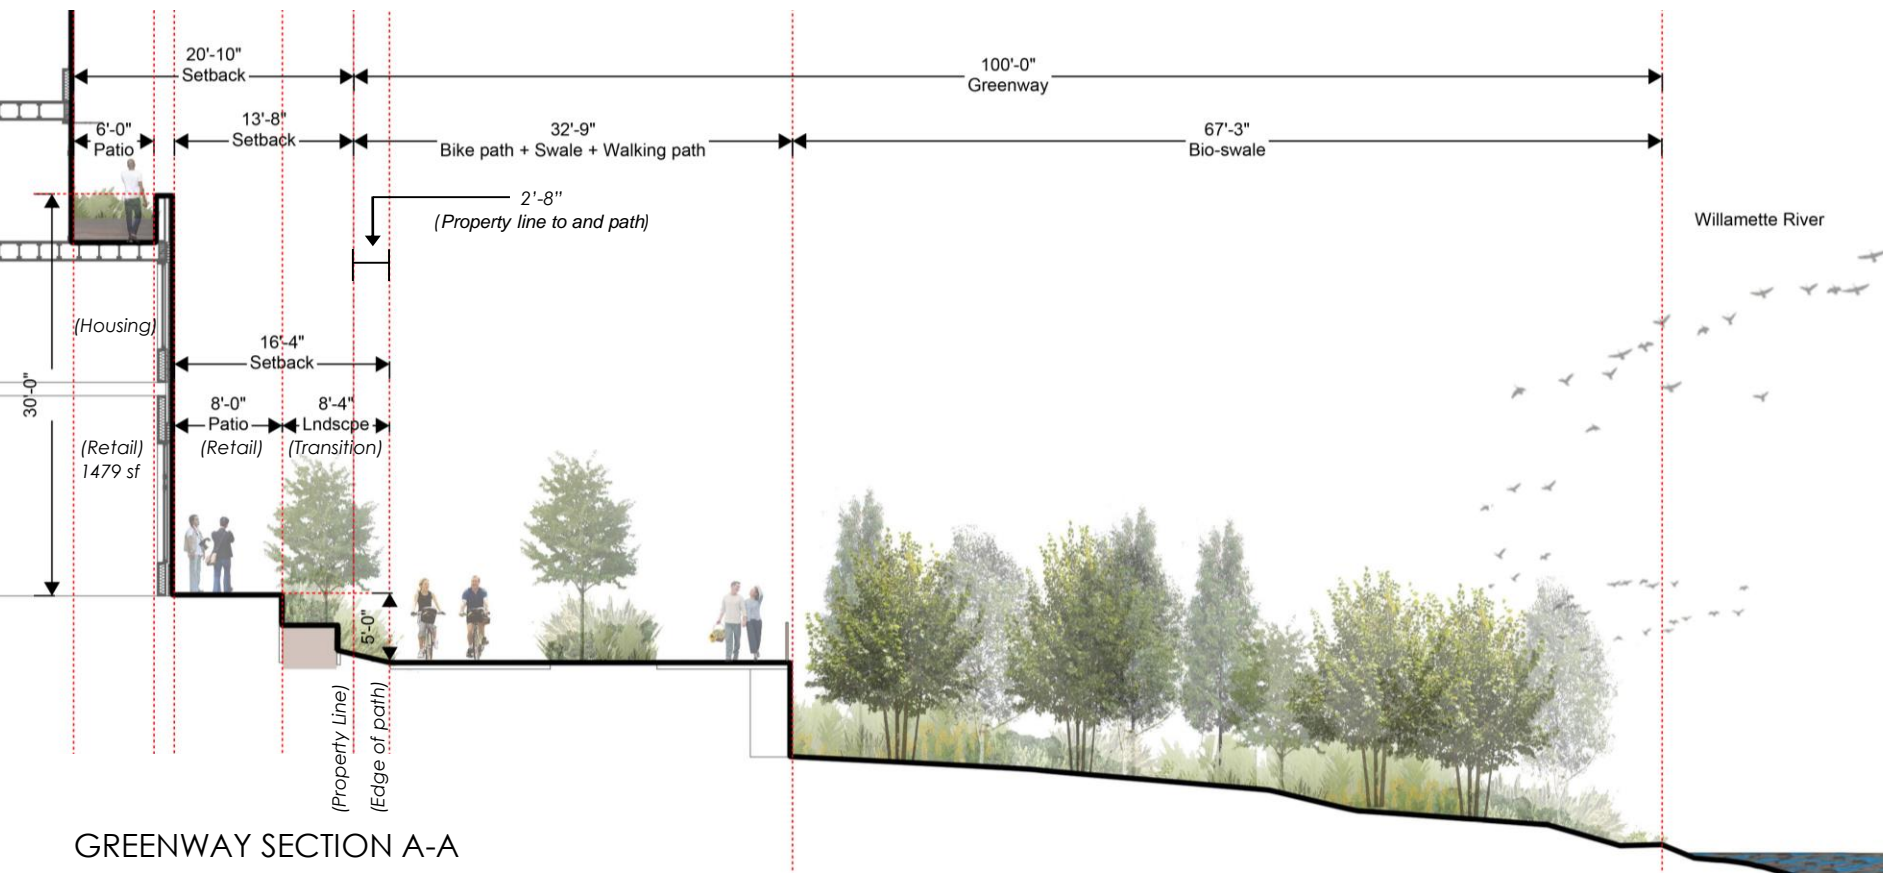 20'-10"
Setback
100'-0"
Greenway
6'-0"
Patio
13'-8"
Setback
32'-9"
Bike path + Swale + Walking path
67'-3"
Bio-swale
2'-8"
(Property line to and path)
Willamette River
(Housing)
16'-4"
Setback
30'-0"
8'-0"
Patio
(Retail)
8'-4"
Lndscpe
(Transition)
(Retail)
1479 sf
5'-0"
(Property Line)
(Edge of path)
GREENWAY SECTION A-A